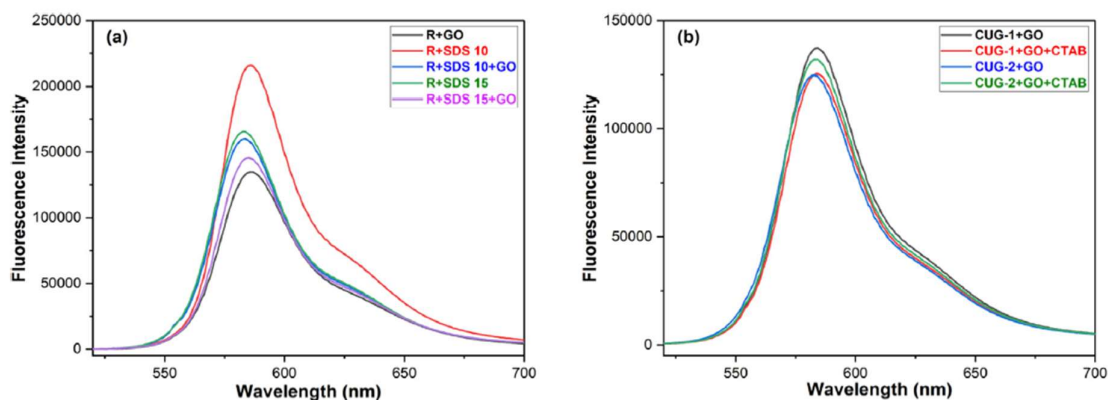 (a)
R+GO
R+SDS 10
R+SDS 10+GO
R+SDS 15
R+SDS 15+GO
250000
200000
150000
100000
50000
0
Fluorescence Intensity
550
600
650
700
Wavelength (nm)
(b)
CUG-1+GO
CUG-1+GO+CTAB
CUG-2+GO
CUG-2+GO+CTAB
150000
100000
50000
0
Fluorescence Intensity
550
600
650
700
Wavelength (nm)